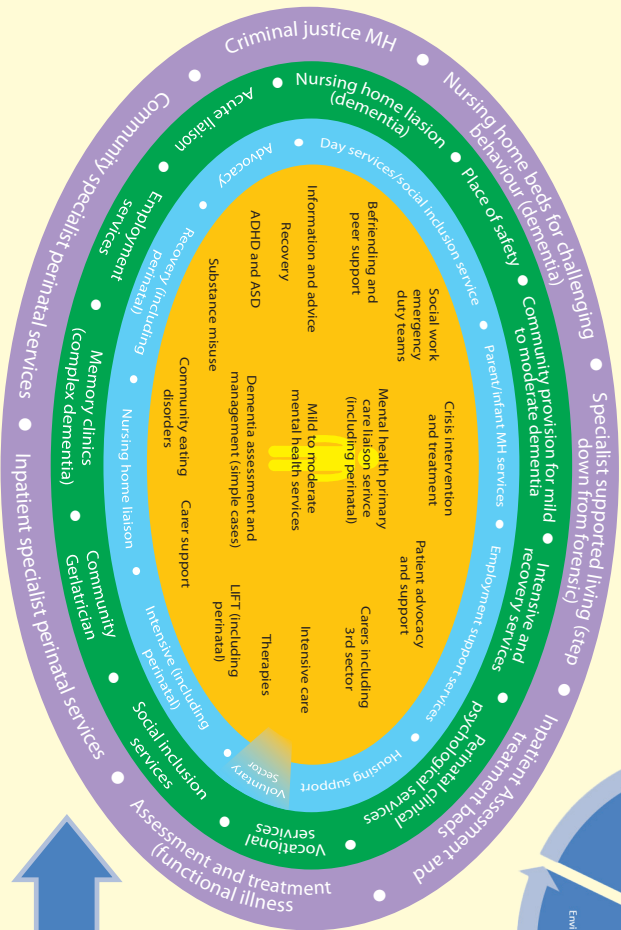 Criminal justice MH
Nursing home beds for challenging
behaviour (dementia)
Specialist supported living (step
down from forensic)
Inpatient Assessment and
treatment beds
Assessment and treatment
(functional illness
Inpatient specialist perinatal services
Community specialist perinatal services
Nursing home liasion
(dementia)
Place of safety
Community provision for mild
to moderate dementia
Intensive and
recovery services
Perinatal clinical
psychological services
Vocational
services
Social inclusion
services
Community
Gerlatrician
Memory clinics
(complex dementia)
Employment
services
Acute liaison
Day services/social inclusion service
Parent/infant MH services
Employment support services
Housing support
Voluntary
Sector
Intensive (including
perinatal)
Nursing home liaison
Recovery (including
perinatal)
Advocacy
Social work
emergency
duty teams
Crisis intervention
and treatment
Patient advocacy
and support
Befriending and
peer support
Mental health primary
care liaison serivce
(including perinatal)
Carers including
3rd sector
Information and advice
Mild to moderate
mental health services
Intensive care
Recovery
ADHD and ASD
Dementia assessment and
management (simple cases)
Therapies
Substance misuse
LIFT (including
perinatal)
Community eating
disorders
Carer support